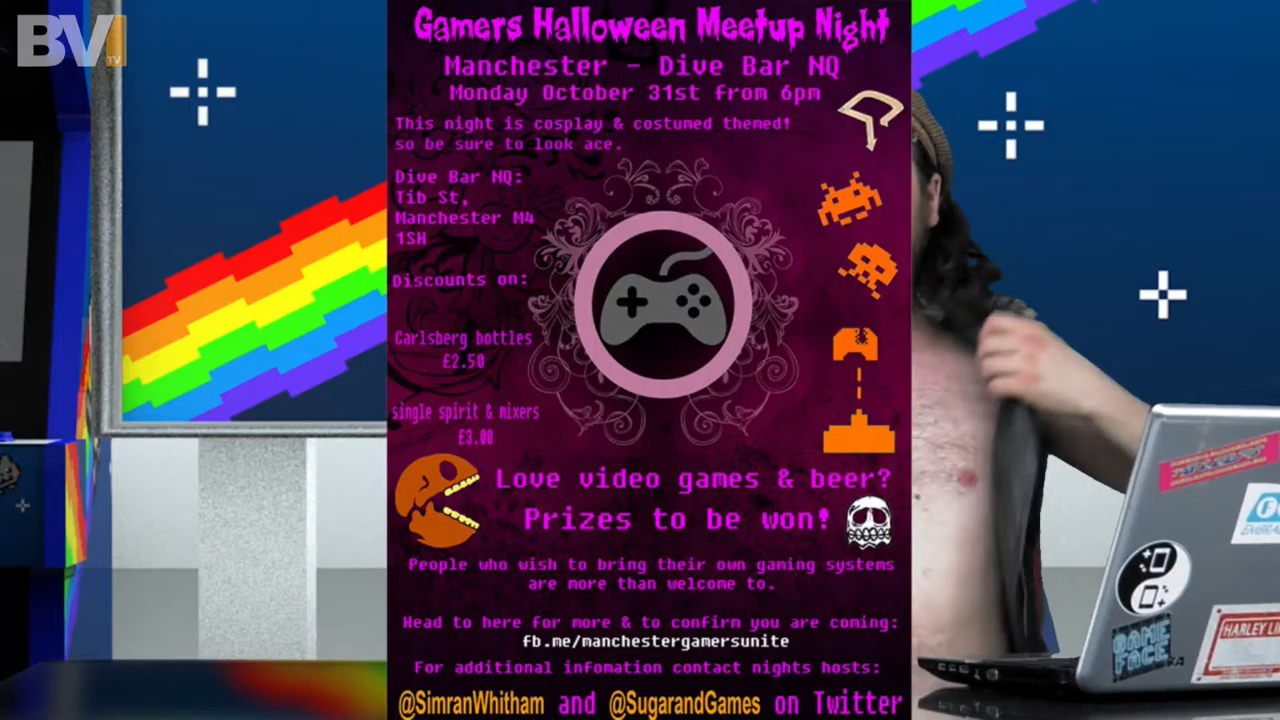 BV
TV
Gamers Halloween Meetup Night
Manchester - Dive Bar NQ
Monday October 31st from 6pm
This night is cosplay & costumed themed!
so be sure to look ace.
Dive Bar NQ:
Tib St,
Manchester M4
1SH
Discounts on:
Carlsberg bottles
£2.50
single spirit & mixers
£3.00
Love video games & beer?
Prizes to be won!
People who wish to bring their own gaming systems
are more than welcome to.
Head to here for more & to confirm you are coming:
fb.me/manchestergamersunite
For additional infomation contact nights hosts:
@SimranWhitham and @SugarandGames on Twitter
GAME
FACE